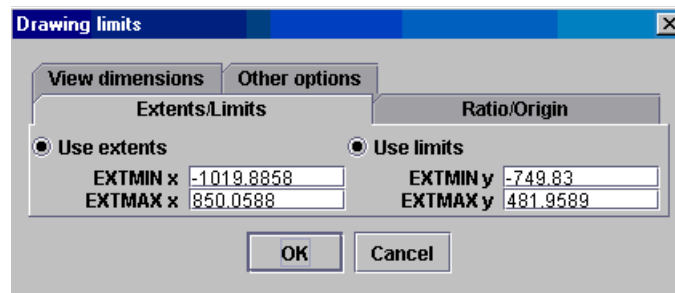 Drawing limits
View dimensions Other options
Extents/Limits Ratio/Origin
Use extents Use limits
EXTMIN x -1019.8858 EXTMIN y -749.83
EXTMAX x 850.0588 EXTMAX y 481.9589
OK Cancel